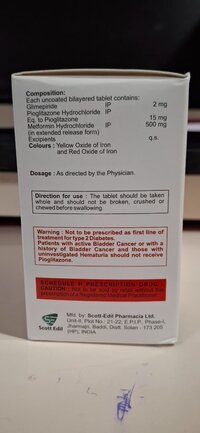 Composition:
Each uncoated bilayered tablet contains:
Glimepiride IP 2 mg
Pioglitazone Hydrochloride IP
Eq. to Pioglitazone 15 mg
Metformin Hydrochloride IP 500 mg
(in extended release form)
Excipients q.s.
Colours : Yellow Oxide of Iron
and Red Oxide of Iron
Dosage : As directed by the Physician.
Direction for use : The tablet should be taken
whole and should not be broken, crushed or
chewed before swallowing.
Warning : Not to be prescribed as first line of
treatment for type 2 Diabetes.
Patients with active Bladder Cancer or with
a history of Bladder Cancer and those with
uninvestigated Hematuria should not receive
Pioglitazone.
SCHEDULE H PRESCRIPTION DRUG
CAUTION : Not to be sold by retail without the
prescription of a Registered Medical Practitioner
Scott Edil
Mfd. by: Scott-Edil Pharmacia Ltd.
Unit-II, Plot No.: 21-22, E.P.I.P, Phase-I,
Jharmajri, Baddi, Distt. Solan - 173 205
(HP), INDIA